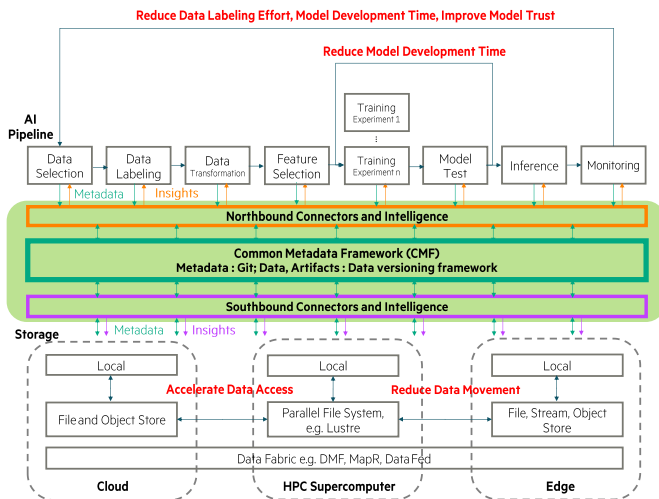 Reduce Data Labeling Effort, Model Development Time, Improve Model Trust
Reduce Model Development Time
AI
Pipeline
Training
Experiment 1
⋮
Data
Selection
Data
Labeling
Data
Transformation
Feature
Selection
Training
Experiment n
Model
Test
Inference
Monitoring
Metadata
Insights
Northbound Connectors and Intelligence
Common Metadata Framework (CMF)
Metadata : Git; Data, Artifacts : Data versioning framework
Southbound Connectors and Intelligence
Storage
Metadata
Insights
Local
Local
Local
Accelerate Data Access
Reduce Data Movement
File and Object Store
Parallel File System,
e.g. Lustre
File, Stream, Object
Store
Data Fabric e.g. DMF, MapR, DataFed
Cloud
HPC Supercomputer
Edge